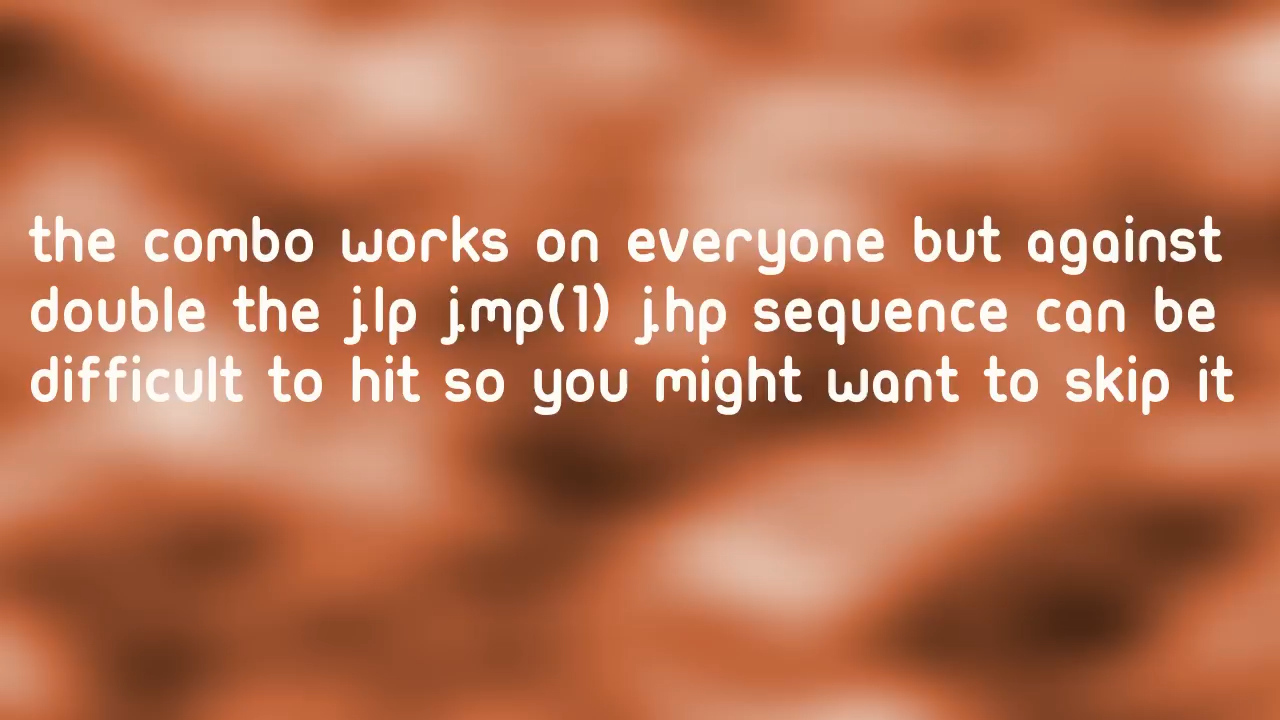 the combo works on everyone but against
double the j.lp j.mp(1) j.hp sequence can be
difficult to hit so you might want to skip it